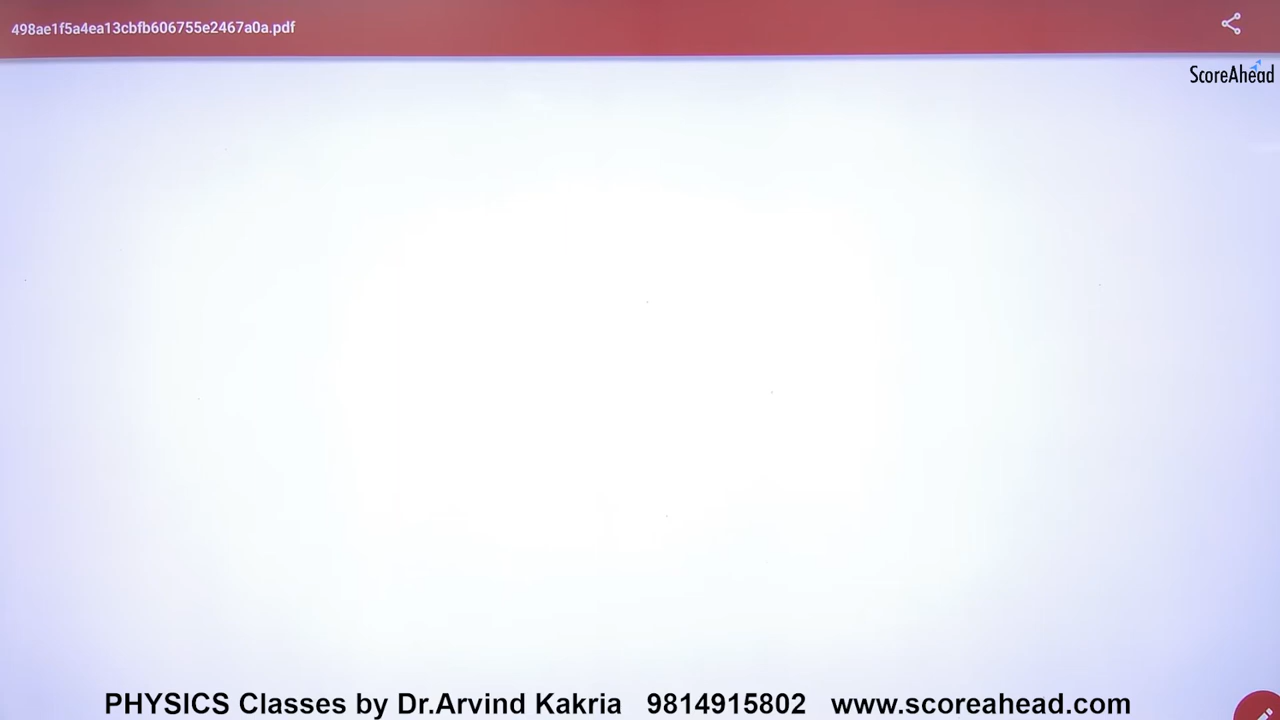 498ae1f5a4ea13cbfb606755e2467a0a.pdf
ScoreAhead
PHYSICS Classes by Dr.Arvind Kakria 9814915802 www.scoreahead.com